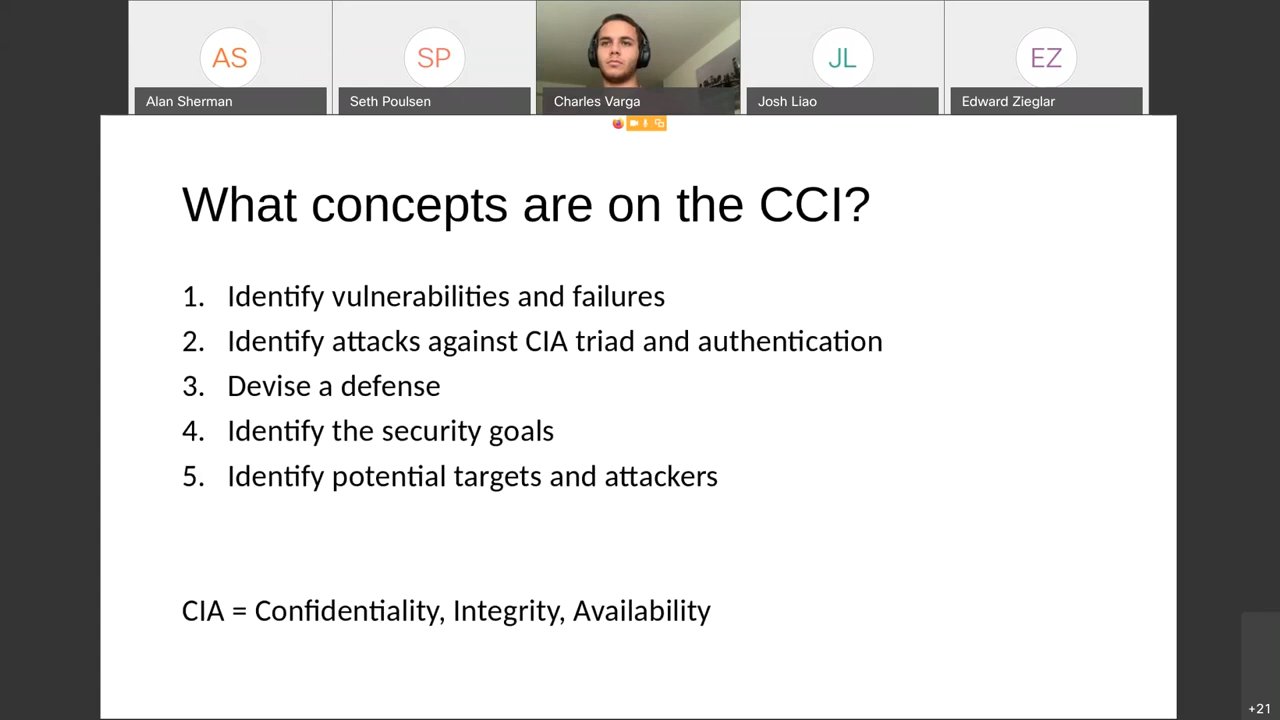 AS
SP
JL
EZ
Alan Sherman
Seth Poulsen
Charles Varga
Josh Liao
Edward Zieglar
What concepts are on the CCI?
1. Identify vulnerabilities and failures
2. Identify attacks against CIA triad and authentication
3. Devise a defense
4. Identify the security goals
5. Identify potential targets and attackers
CIA = Confidentiality, Integrity, Availability
+21